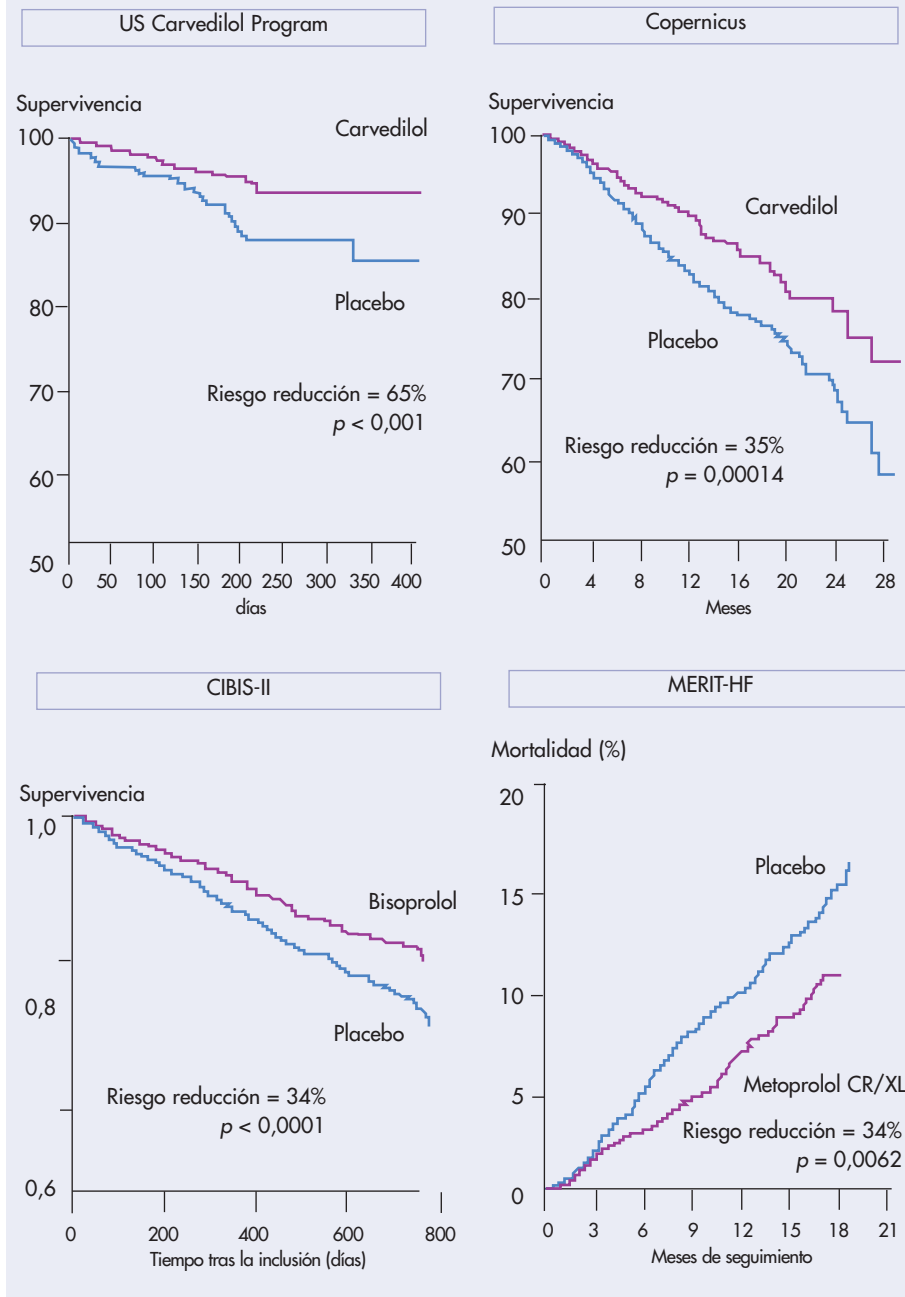 US Carvedilol Program
Supervivencia
100
90
80
70
60
50
Carvedilol
Placebo
Riesgo reducción = 65%
p < 0,001
0 50 100 150 200 250 300 350 400
días
Copernicus
Supervivencia
100
90
80
70
60
50
Carvedilol
Placebo
Riesgo reducción = 35%
p = 0,00014
0 4 8 12 16 20 24 28
Meses
CIBIS-II
Supervivencia
1,0
0,8
0,6
Bisoprolol
Placebo
Riesgo reducción = 34%
p < 0,0001
0 200 400 600 800
Tiempo tras la inclusión (días)
MERIT-HF
Mortalidad (%)
20
15
10
5
0
Placebo
Metoprolol CR/XL
Riesgo reducción = 34%
p = 0,0062
0 3 6 9 12 15 18 21
Meses de seguimiento